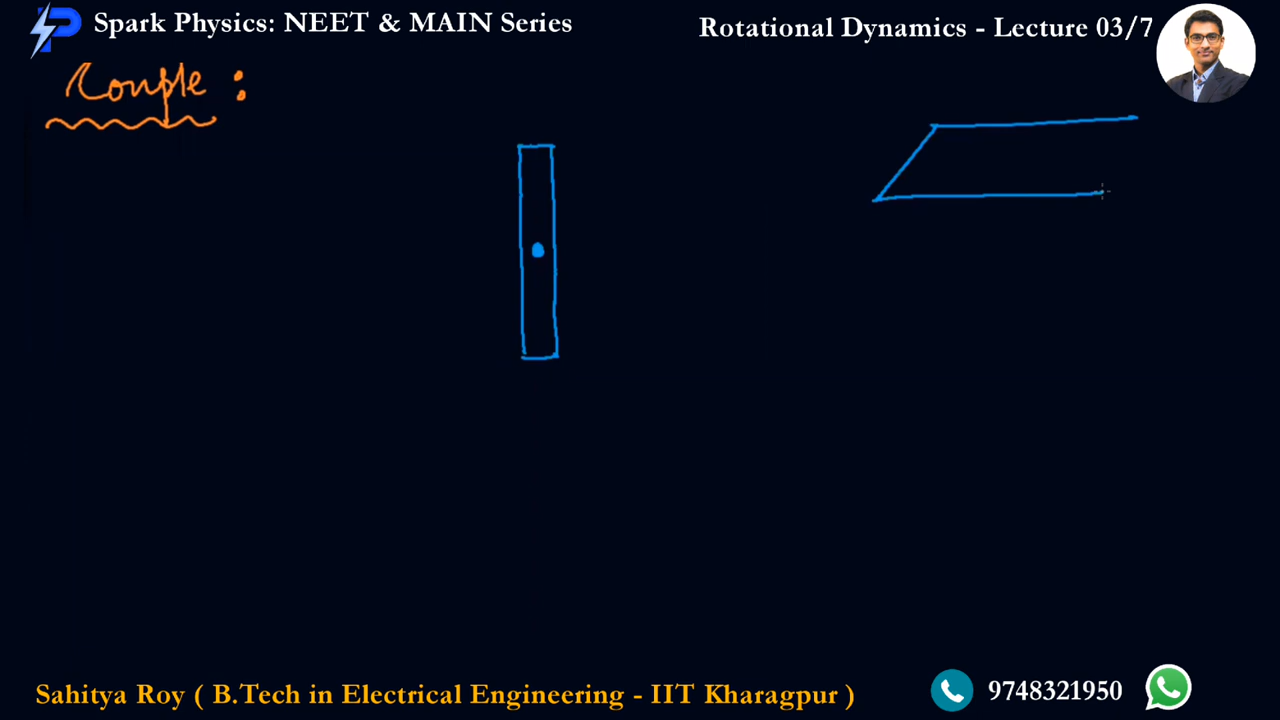 Spark Physics: NEET & MAIN Series
Rotational Dynamics - Lecture 03/7
Couple :
Sahitya Roy ( B.Tech in Electrical Engineering - IIT Kharagpur )
9748321950